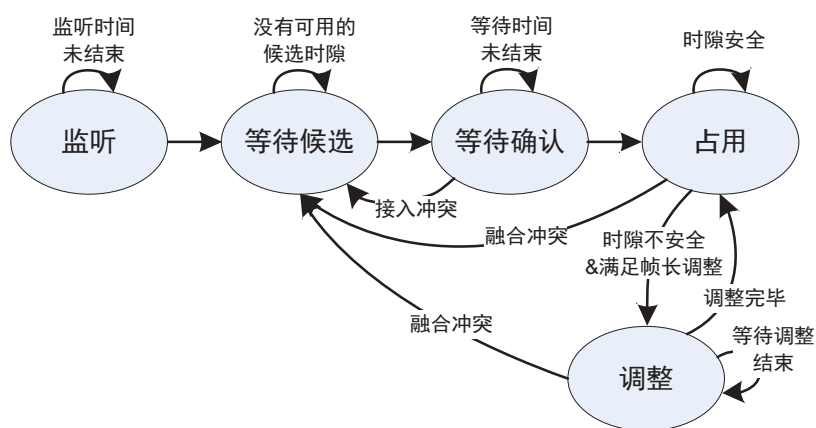 监听时间
未结束
没有可用的
候选时隙
等待时间
未结束
时隙安全
监听
等待候选
等待确认
占用
接入冲突
融合冲突
时隙不安全
&满足帧长调整
调整完毕
融合冲突
等待调整
结束
调整